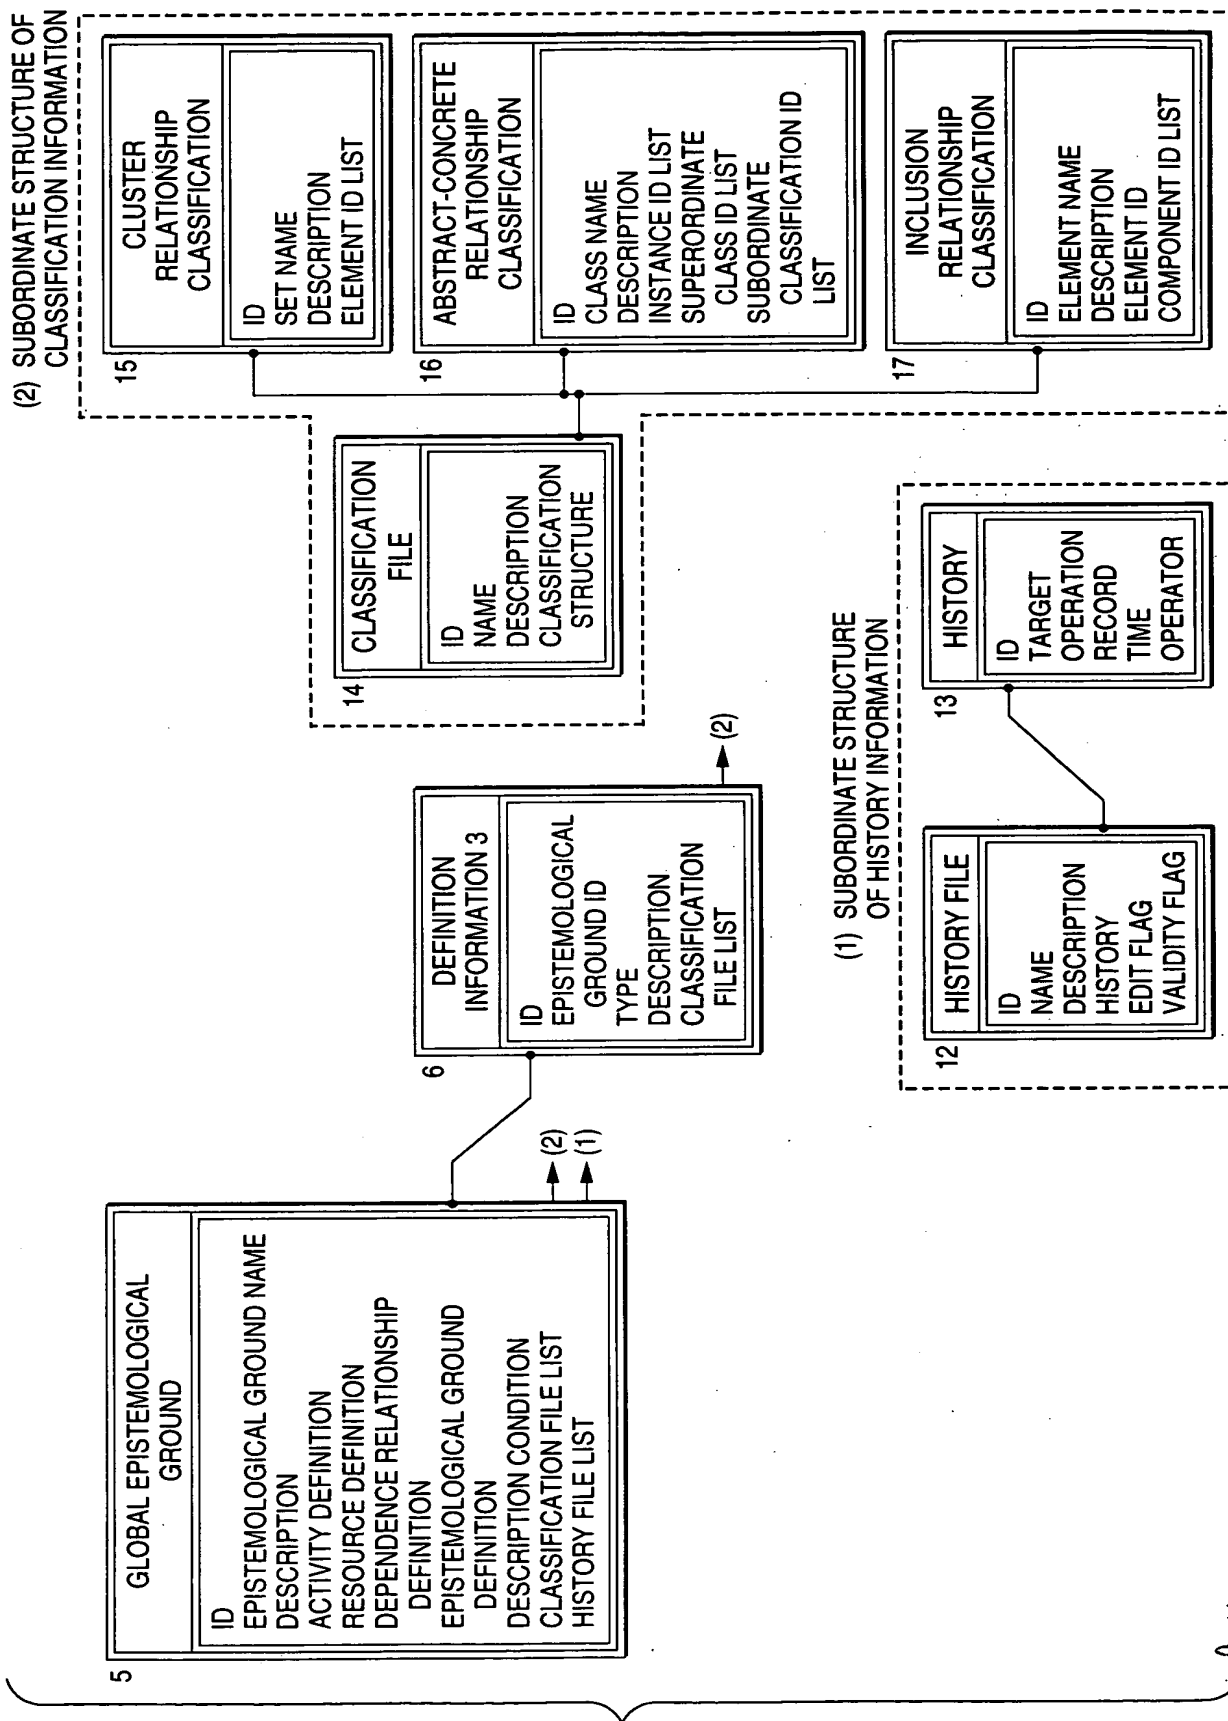 5
GLOBAL EPISTEMOLOGICAL
GROUND
ID
EPISTEMOLOGICAL GROUND NAME
DESCRIPTION
ACTIVITY DEFINITION
RESOURCE DEFINITION
DEPENDENCE RELATIONSHIP
DEFINITION
EPISTEMOLOGICAL GROUND
DEFINITION
DESCRIPTION CONDITION
CLASSIFICATION FILE LIST
HISTORY FILE LIST
(2)
(1)
6
DEFINITION
INFORMATION 3
ID
EPISTEMOLOGICAL
GROUND ID
TYPE
DESCRIPTION
CLASSIFICATION
FILE LIST
(2)
(2) SUBORDINATE STRUCTURE OF
CLASSIFICATION INFORMATION
14
CLASSIFICATION
FILE
ID
NAME
DESCRIPTION
CLASSIFICATION
STRUCTURE
15
CLUSTER
RELATIONSHIP
CLASSIFICATION
ID
SET NAME
DESCRIPTION
ELEMENT ID LIST
16
ABSTRACT-CONCRETE
RELATIONSHIP
CLASSIFICATION
ID
CLASS NAME
DESCRIPTION
INSTANCE ID LIST
SUPERORDINATE
CLASS ID LIST
SUBORDINATE
CLASSIFICATION ID
LIST
17
INCLUSION
RELATIONSHIP
CLASSIFICATION
ID
ELEMENT NAME
DESCRIPTION
ELEMENT ID
COMPONENT ID LIST
(1) SUBORDINATE STRUCTURE
OF HISTORY INFORMATION
12
HISTORY FILE
ID
NAME
DESCRIPTION
HISTORY
EDIT FLAG
VALIDITY FLAG
13
HISTORY
ID
TARGET
OPERATION
RECORD
TIME
OPERATOR